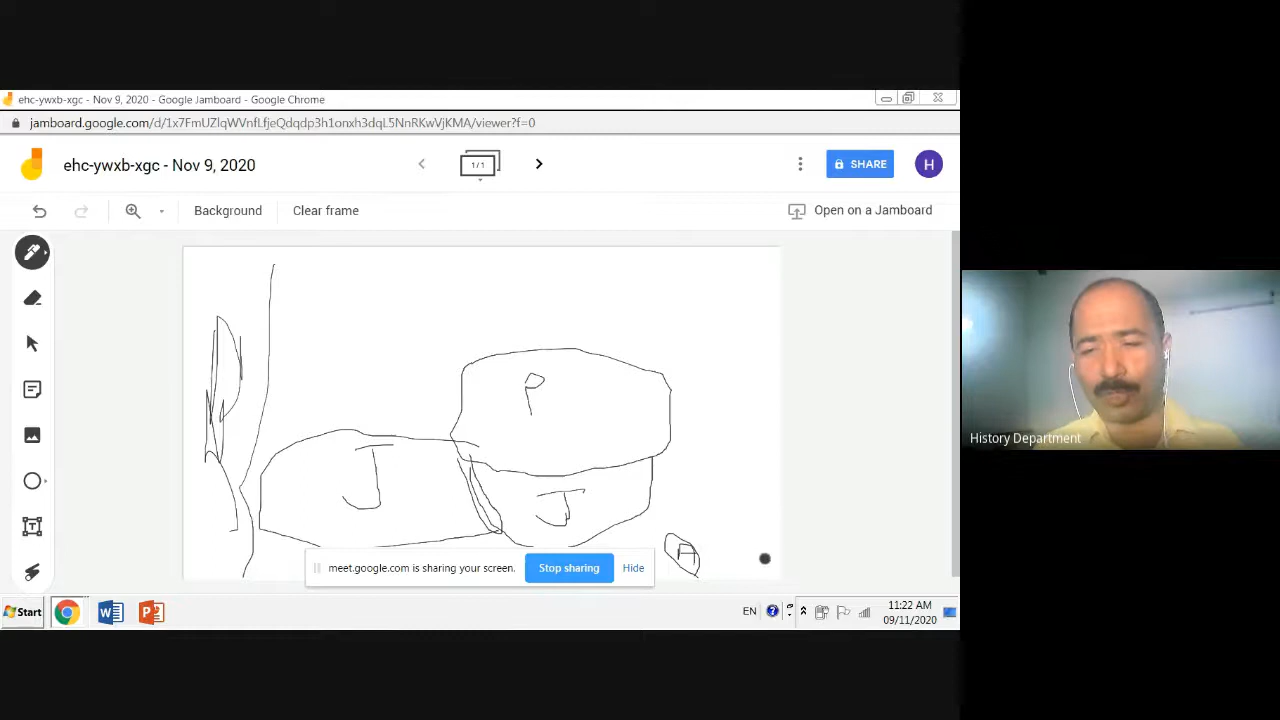 ehc-ywxb-xgc - Nov 9, 2020 - Google Jamboard - Google Chrome
jamboard.google.com/d/1x7FmUZlqWVnfLfjeQdqdp3h1onxh3dqL5NnRKwVjKMA/viewer?f=0
ehc-ywxb-xgc - Nov 9, 2020
1/1
SHARE
H
Background
Clear frame
Open on a Jamboard
P
J
J
A
History Department
meet.google.com is sharing your screen.
Stop sharing
Hide
Start
EN
11:22 AM
09/11/2020